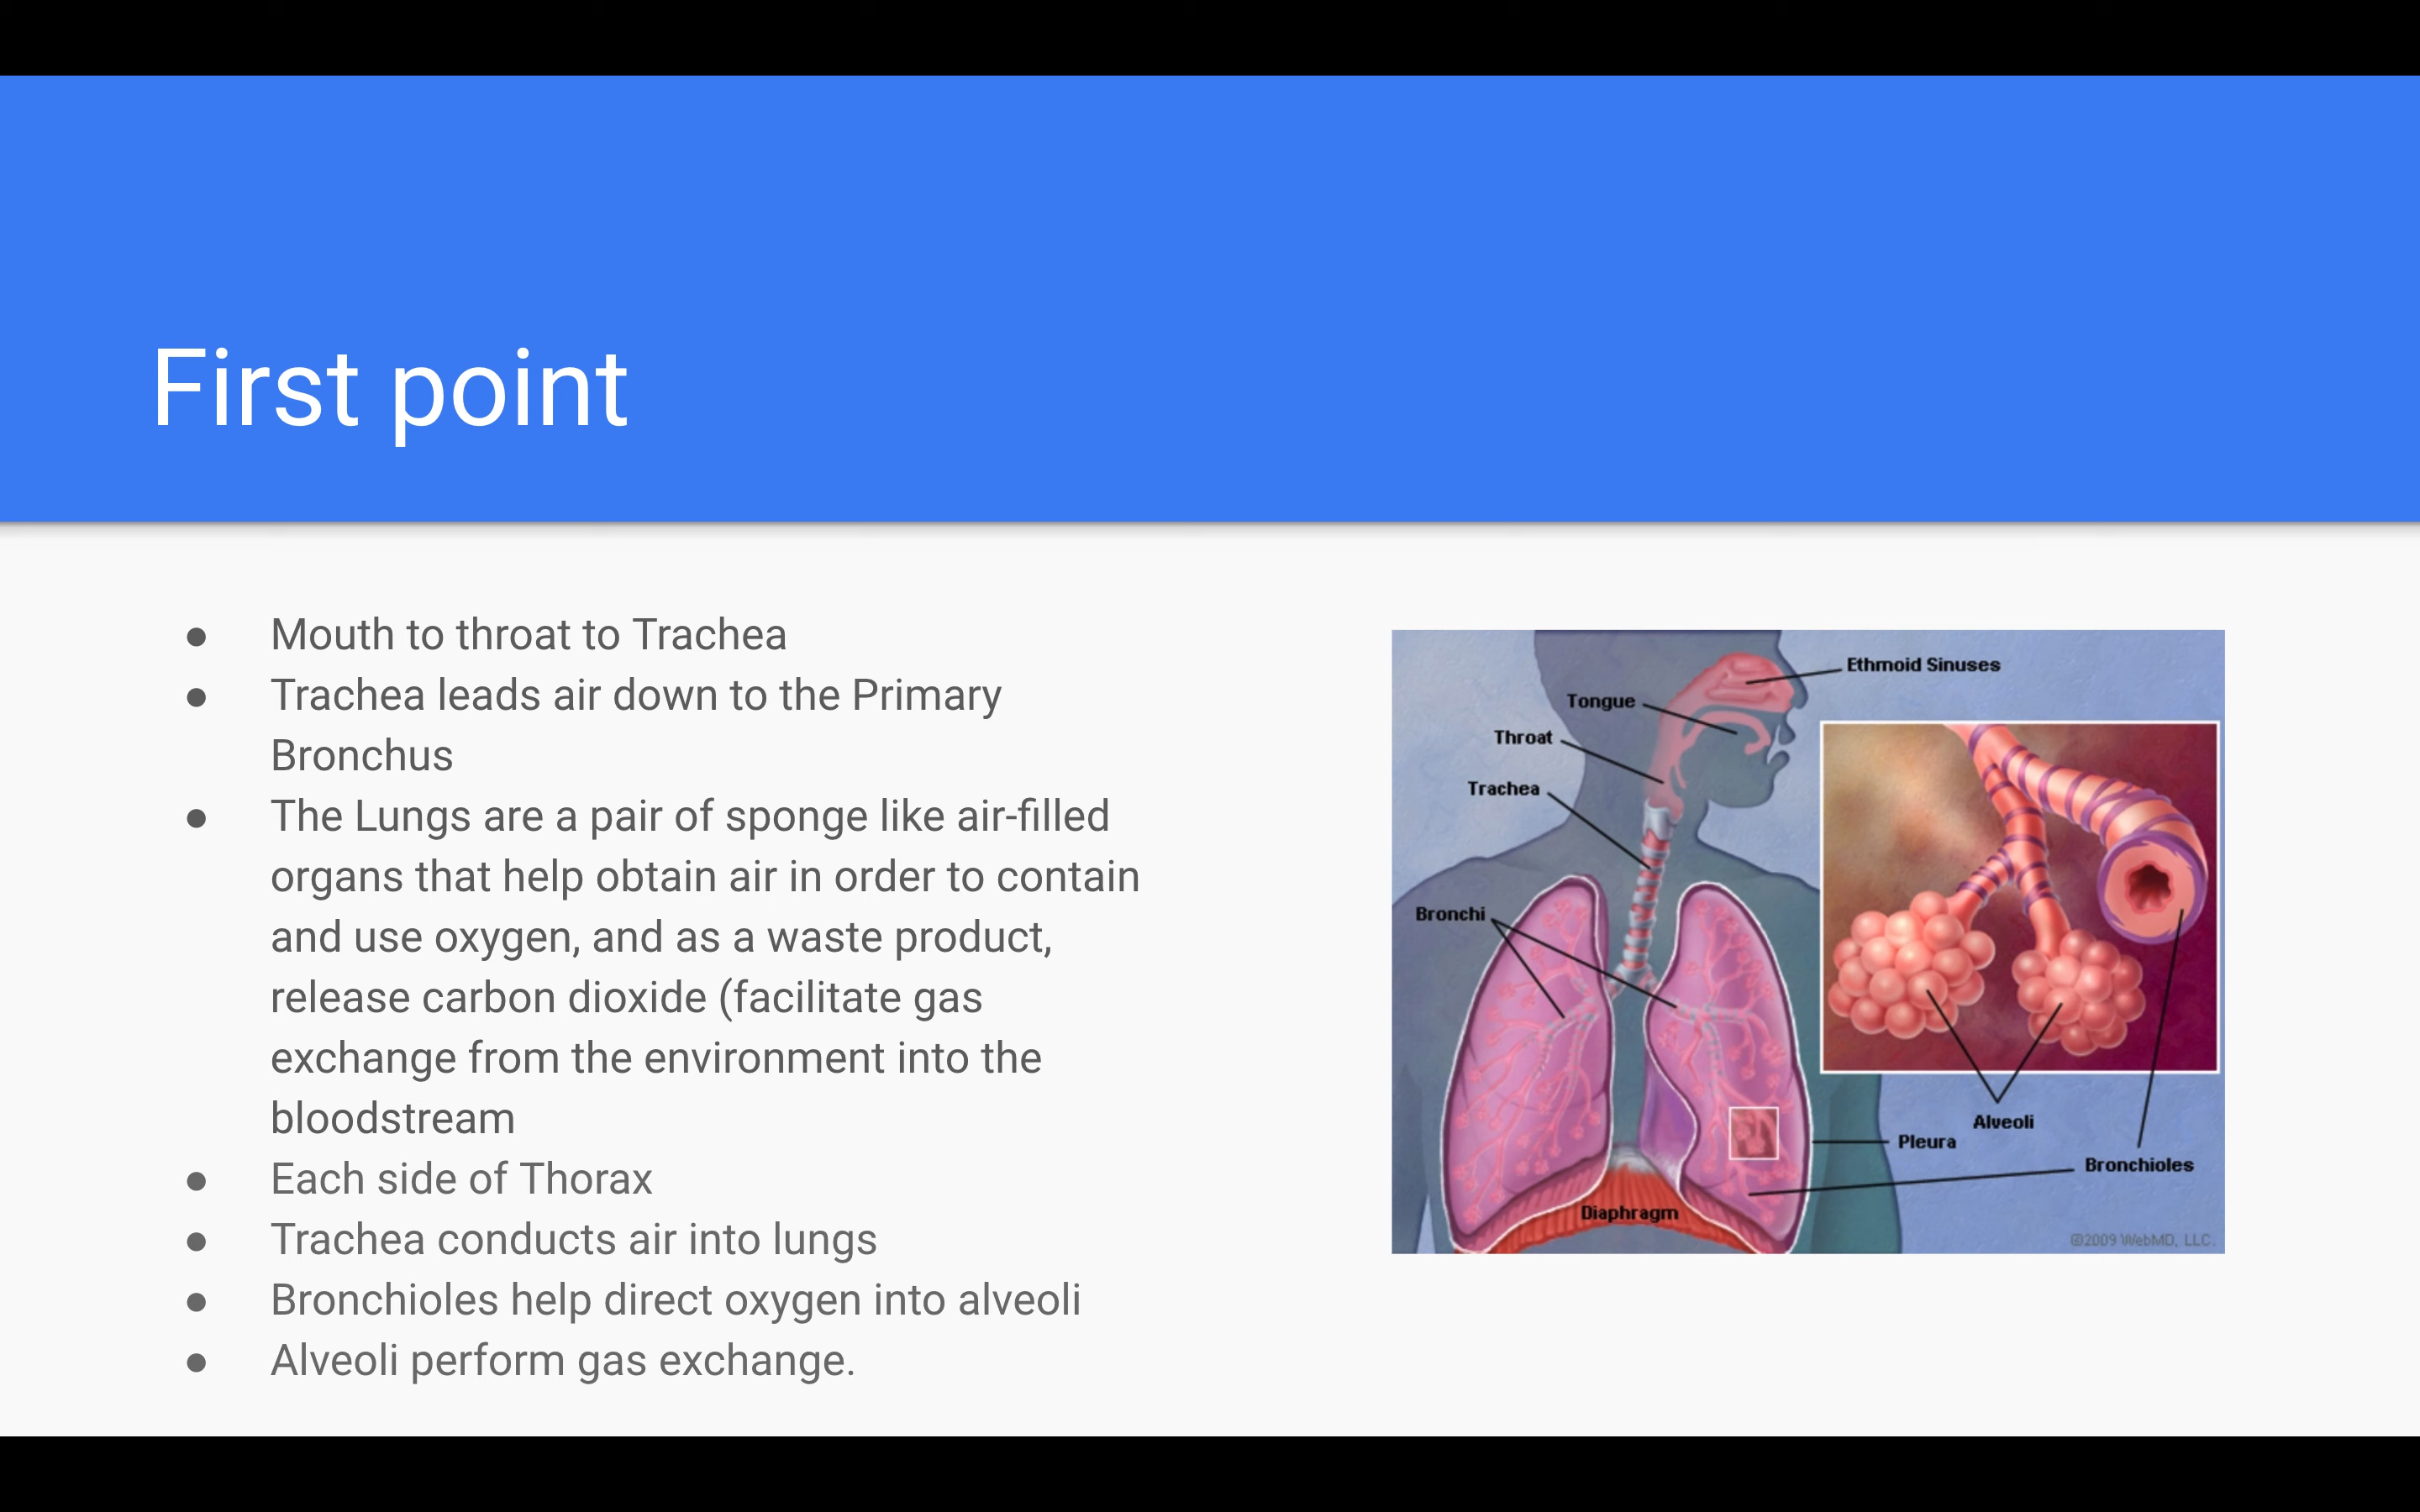 First point
● Mouth to throat to Trachea
● Trachea leads air down to the Primary
Bronchus
● The Lungs are a pair of sponge like air-filled
organs that help obtain air in order to contain
and use oxygen, and as a waste product,
release carbon dioxide (facilitate gas
exchange from the environment into the
bloodstream
● Each side of Thorax
● Trachea conducts air into lungs
● Bronchioles help direct oxygen into alveoli
● Alveoli perform gas exchange.
Ethmoid Sinuses
Tongue
Throat
Trachea
Bronchi
Alveoli
Pleura
Bronchioles
Diaphragm
©2009 WebMD, LLC.